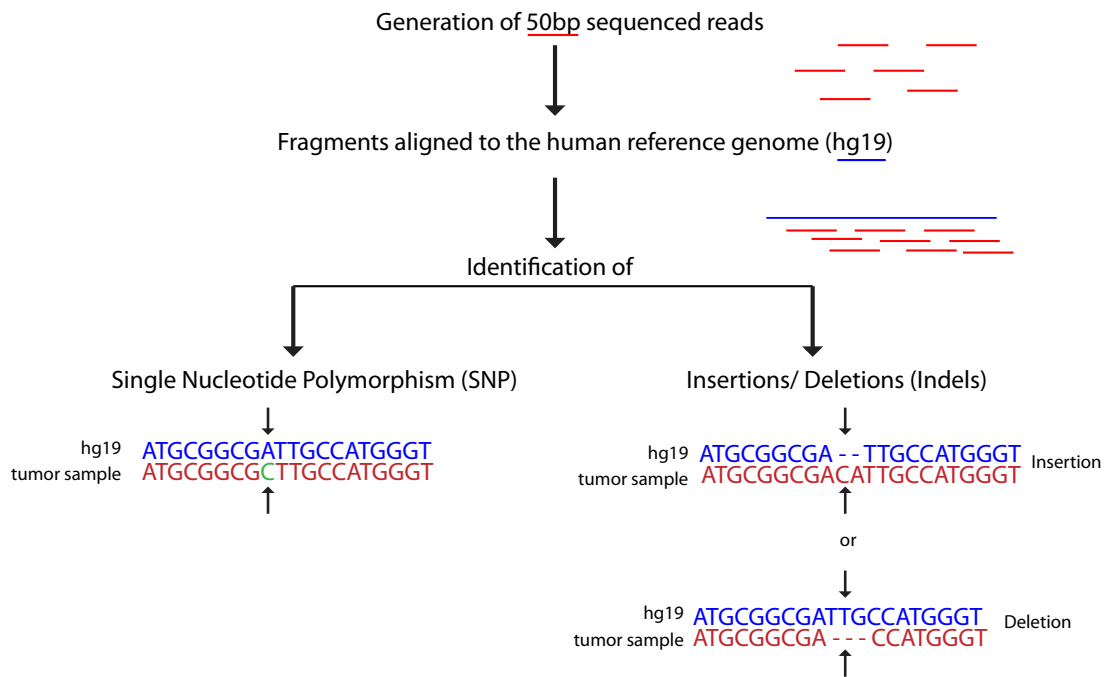 Generation of 50bp sequenced reads
Fragments aligned to the human reference genome (hg19)
Identification of
Single Nucleotide Polymorphism (SNP)
hg19 ATGCGGCGATTGCCATGGGT
tumor sample ATGCGGCGCTTGCCATGGGT
Insertions/ Deletions (Indels)
hg19 ATGCGGCGA - - TTGCCATGGGT Insertion
tumor sample ATGCGGCGACATTGCCATGGGT
or
hg19 ATGCGGCGATTGCCATGGGT Deletion
tumor sample ATGCGGCGA - - - CCATGGGT